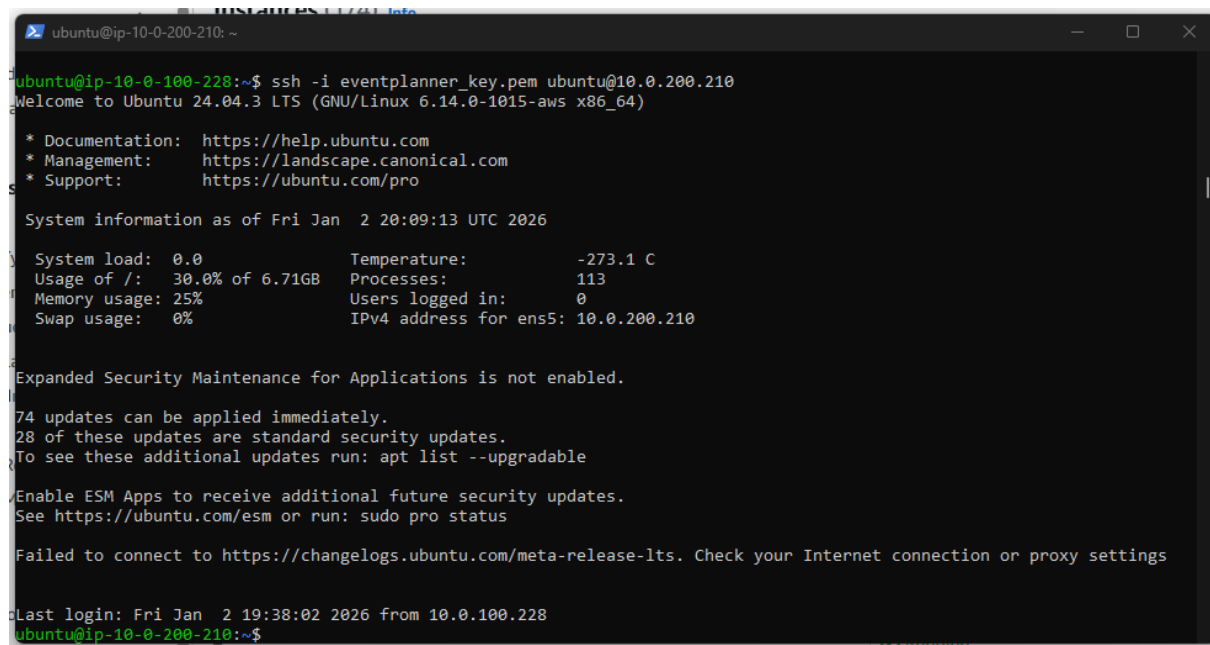 Instances (174) Info
ubuntu@ip-10-0-200-210: ~
ubuntu@ip-10-0-100-228:~$ ssh -i eventplanner_key.pem ubuntu@10.0.200.210
Welcome to Ubuntu 24.04.3 LTS (GNU/Linux 6.14.0-1015-aws x86_64)
* Documentation:  https://help.ubuntu.com
* Management:     https://landscape.canonical.com
* Support:        https://ubuntu.com/pro
System information as of Fri Jan  2 20:09:13 UTC 2026
System load:  0.0                Temperature:           -273.1 C
Usage of /:   30.0% of 6.71GB   Processes:             113
Memory usage: 25%                Users logged in:       0
Swap usage:   0%                 IPv4 address for ens5: 10.0.200.210
Expanded Security Maintenance for Applications is not enabled.
74 updates can be applied immediately.
28 of these updates are standard security updates.
To see these additional updates run: apt list --upgradable
Enable ESM Apps to receive additional future security updates.
See https://ubuntu.com/esm or run: sudo pro status
Failed to connect to https://changelogs.ubuntu.com/meta-release-lts. Check your Internet connection or proxy settings
Last login: Fri Jan  2 19:38:02 2026 from 10.0.100.228
ubuntu@ip-10-0-200-210:~$